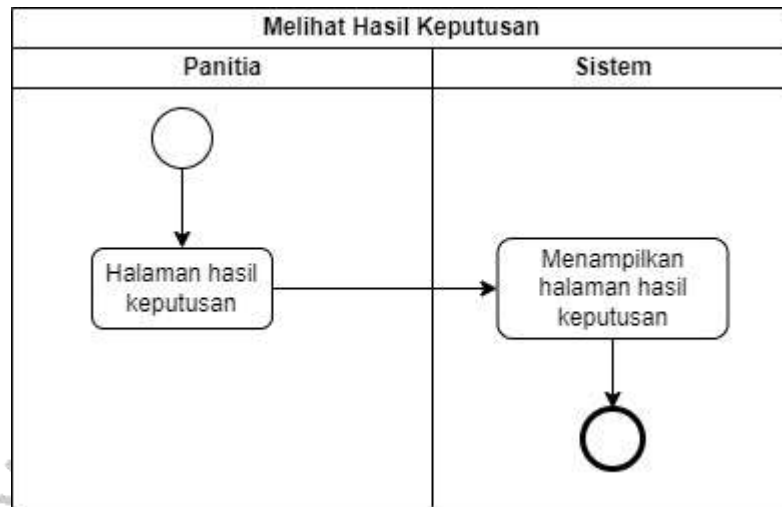 Melihat Hasil Keputusan
Panitia
Sistem
Halaman hasil
keputusan
Menampilkan
halaman hasil
keputusan